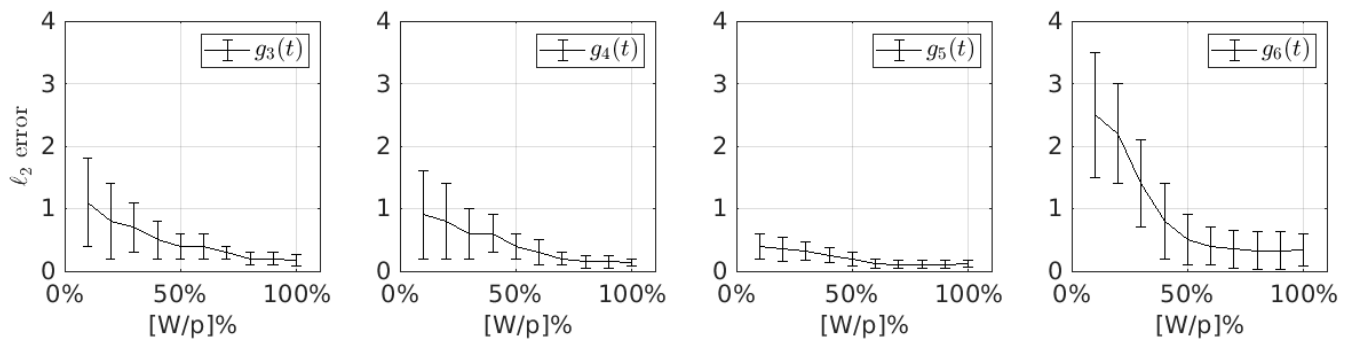 4 4 4 4
g₃(t) g₄(t) g₅(t) g₆(t)
3 3 3 3
2 2 2 2
ℓ₂ error
1 1 1 1
0 0 0 0
0% 50% 100% 0% 50% 100% 0% 50% 100% 0% 50% 100%
[W/p]% [W/p]% [W/p]% [W/p]%